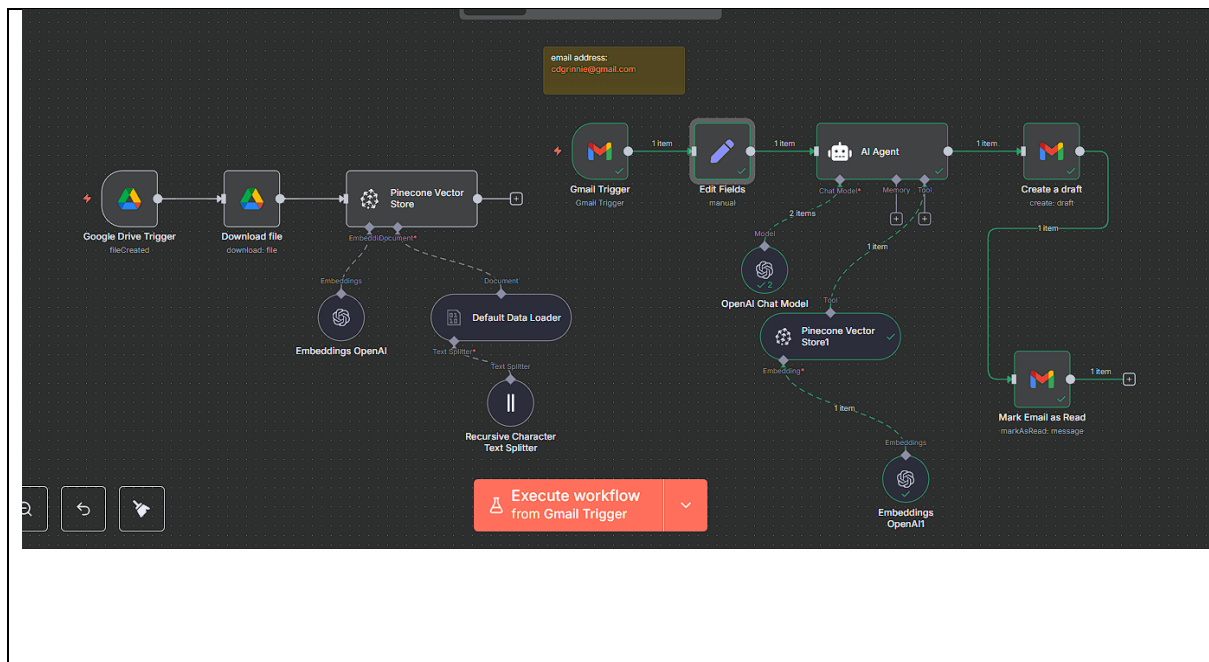 email address:
cdgrinnie@gmail.com
Google Drive Trigger
fileCreated
Download file
download: file
Pinecone Vector
Store
Embeddi
Document*
Embeddings
Embeddings OpenAI
Document
Default Data Loader
Text Splitter*
Text Splitter
Recursive Character
Text Splitter
Gmail Trigger
Gmail Trigger
1 item
Edit Fields
manual
1 item
AI Agent
Chat Model*
Memory
Tool
1 item
Create a draft
create: draft
1 item
2 items
Model
2
OpenAI Chat Model
1 item
Tool
Pinecone Vector
Store1
Embedding*
1 item
Embeddings
Embeddings
OpenAI1
1 item
Mark Email as Read
markAsRead: message
Execute workflow
from Gmail Trigger